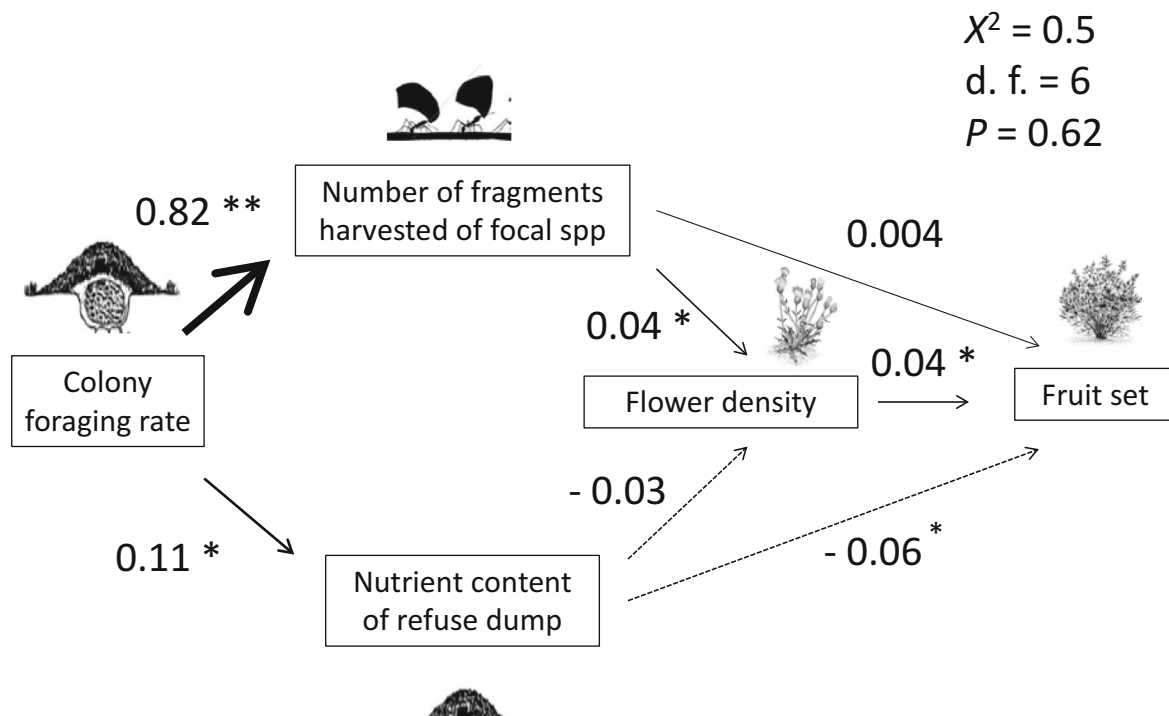 X² = 0.5
d. f. = 6
P = 0.62
0.82 **
Number of fragments
harvested of focal spp
0.004
0.04 *
0.04 *
Colony
foraging rate
Flower density
Fruit set
- 0.03
0.11 *
- 0.06 *
Nutrient content
of refuse dump